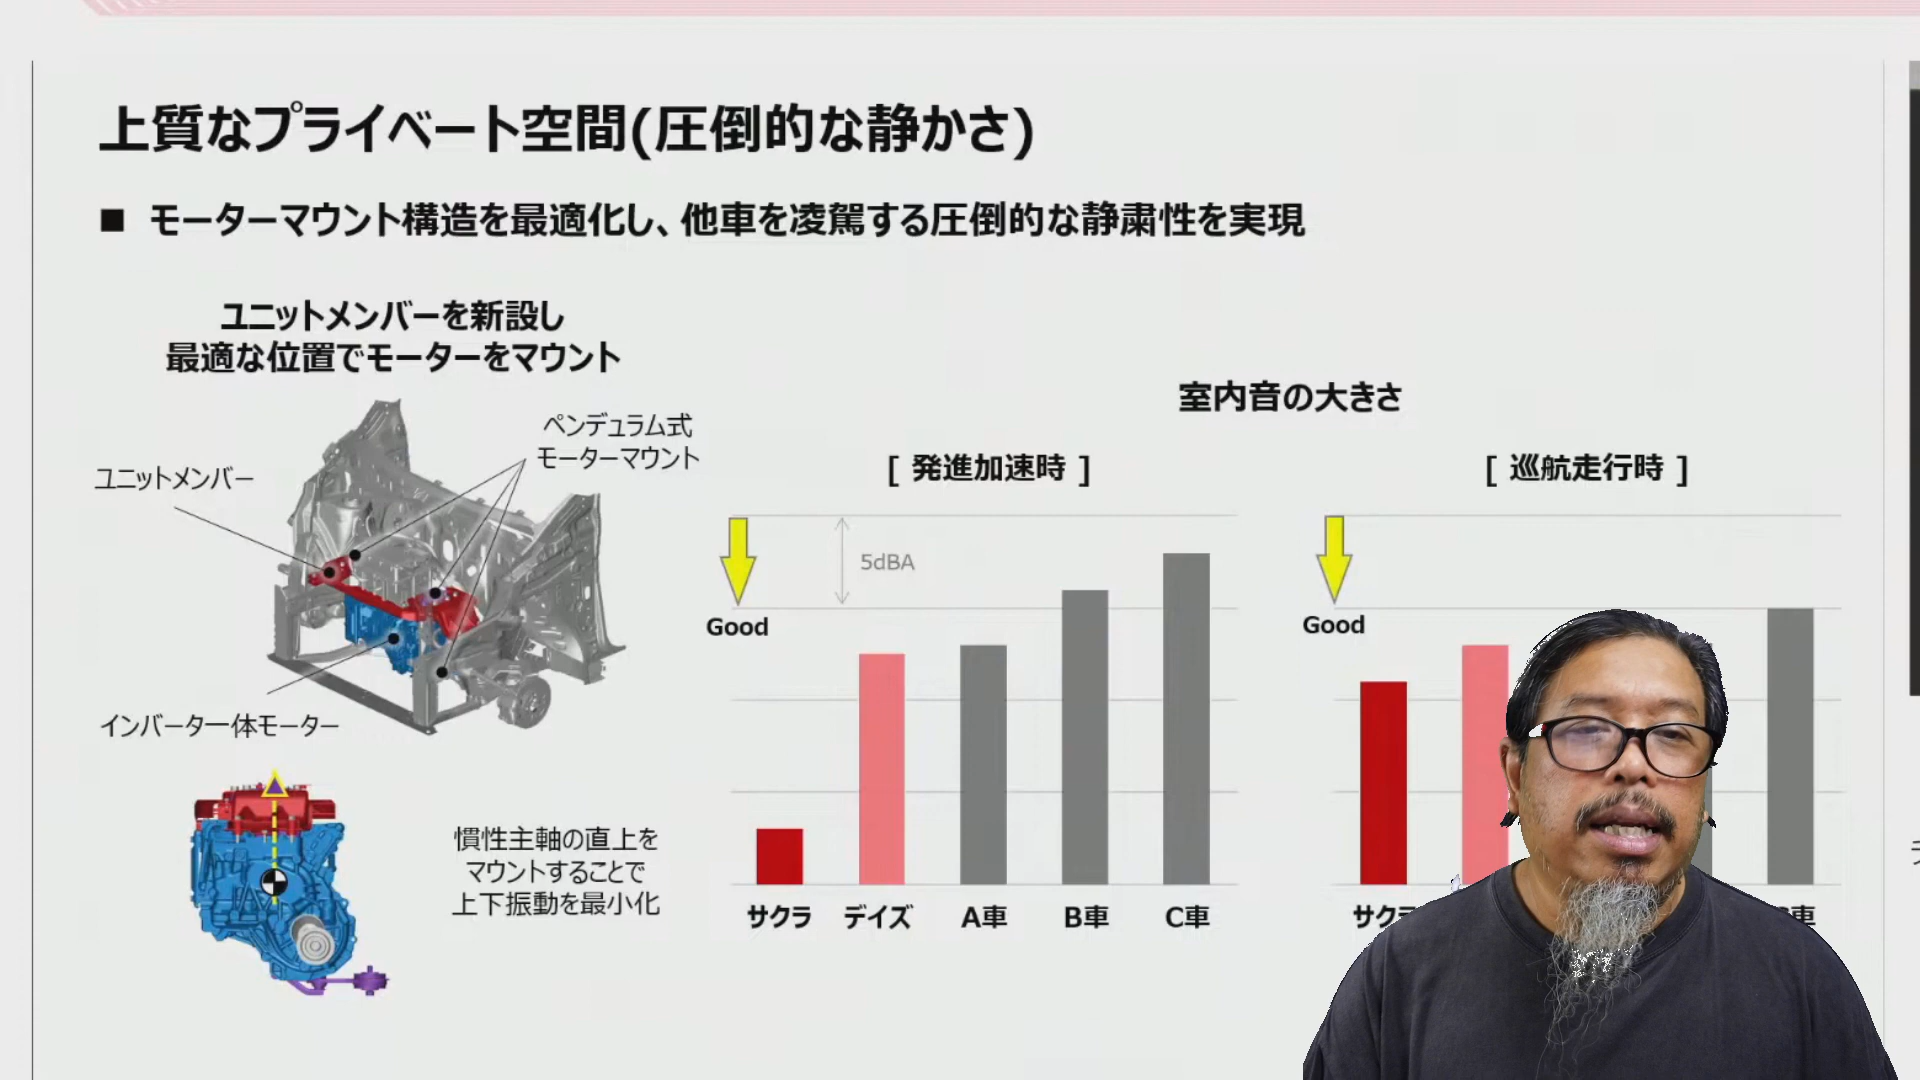 上質なプライベート空間(圧倒的な静かさ)
■ モーターマウント構造を最適化し、他車を凌駕する圧倒的な静粛性を実現
ユニットメンバーを新設し
最適な位置でモーターをマウント
ペンデュラム式
モーターマウント
ユニットメンバー
インバーター一体モーター
慣性主軸の直上を
マウントすることで
上下振動を最小化
室内音の大きさ
[ 発進加速時 ]
5dBA
Good
サクラ デイズ A車 B車 C車
[ 巡航走行時 ]
Good
サク
車